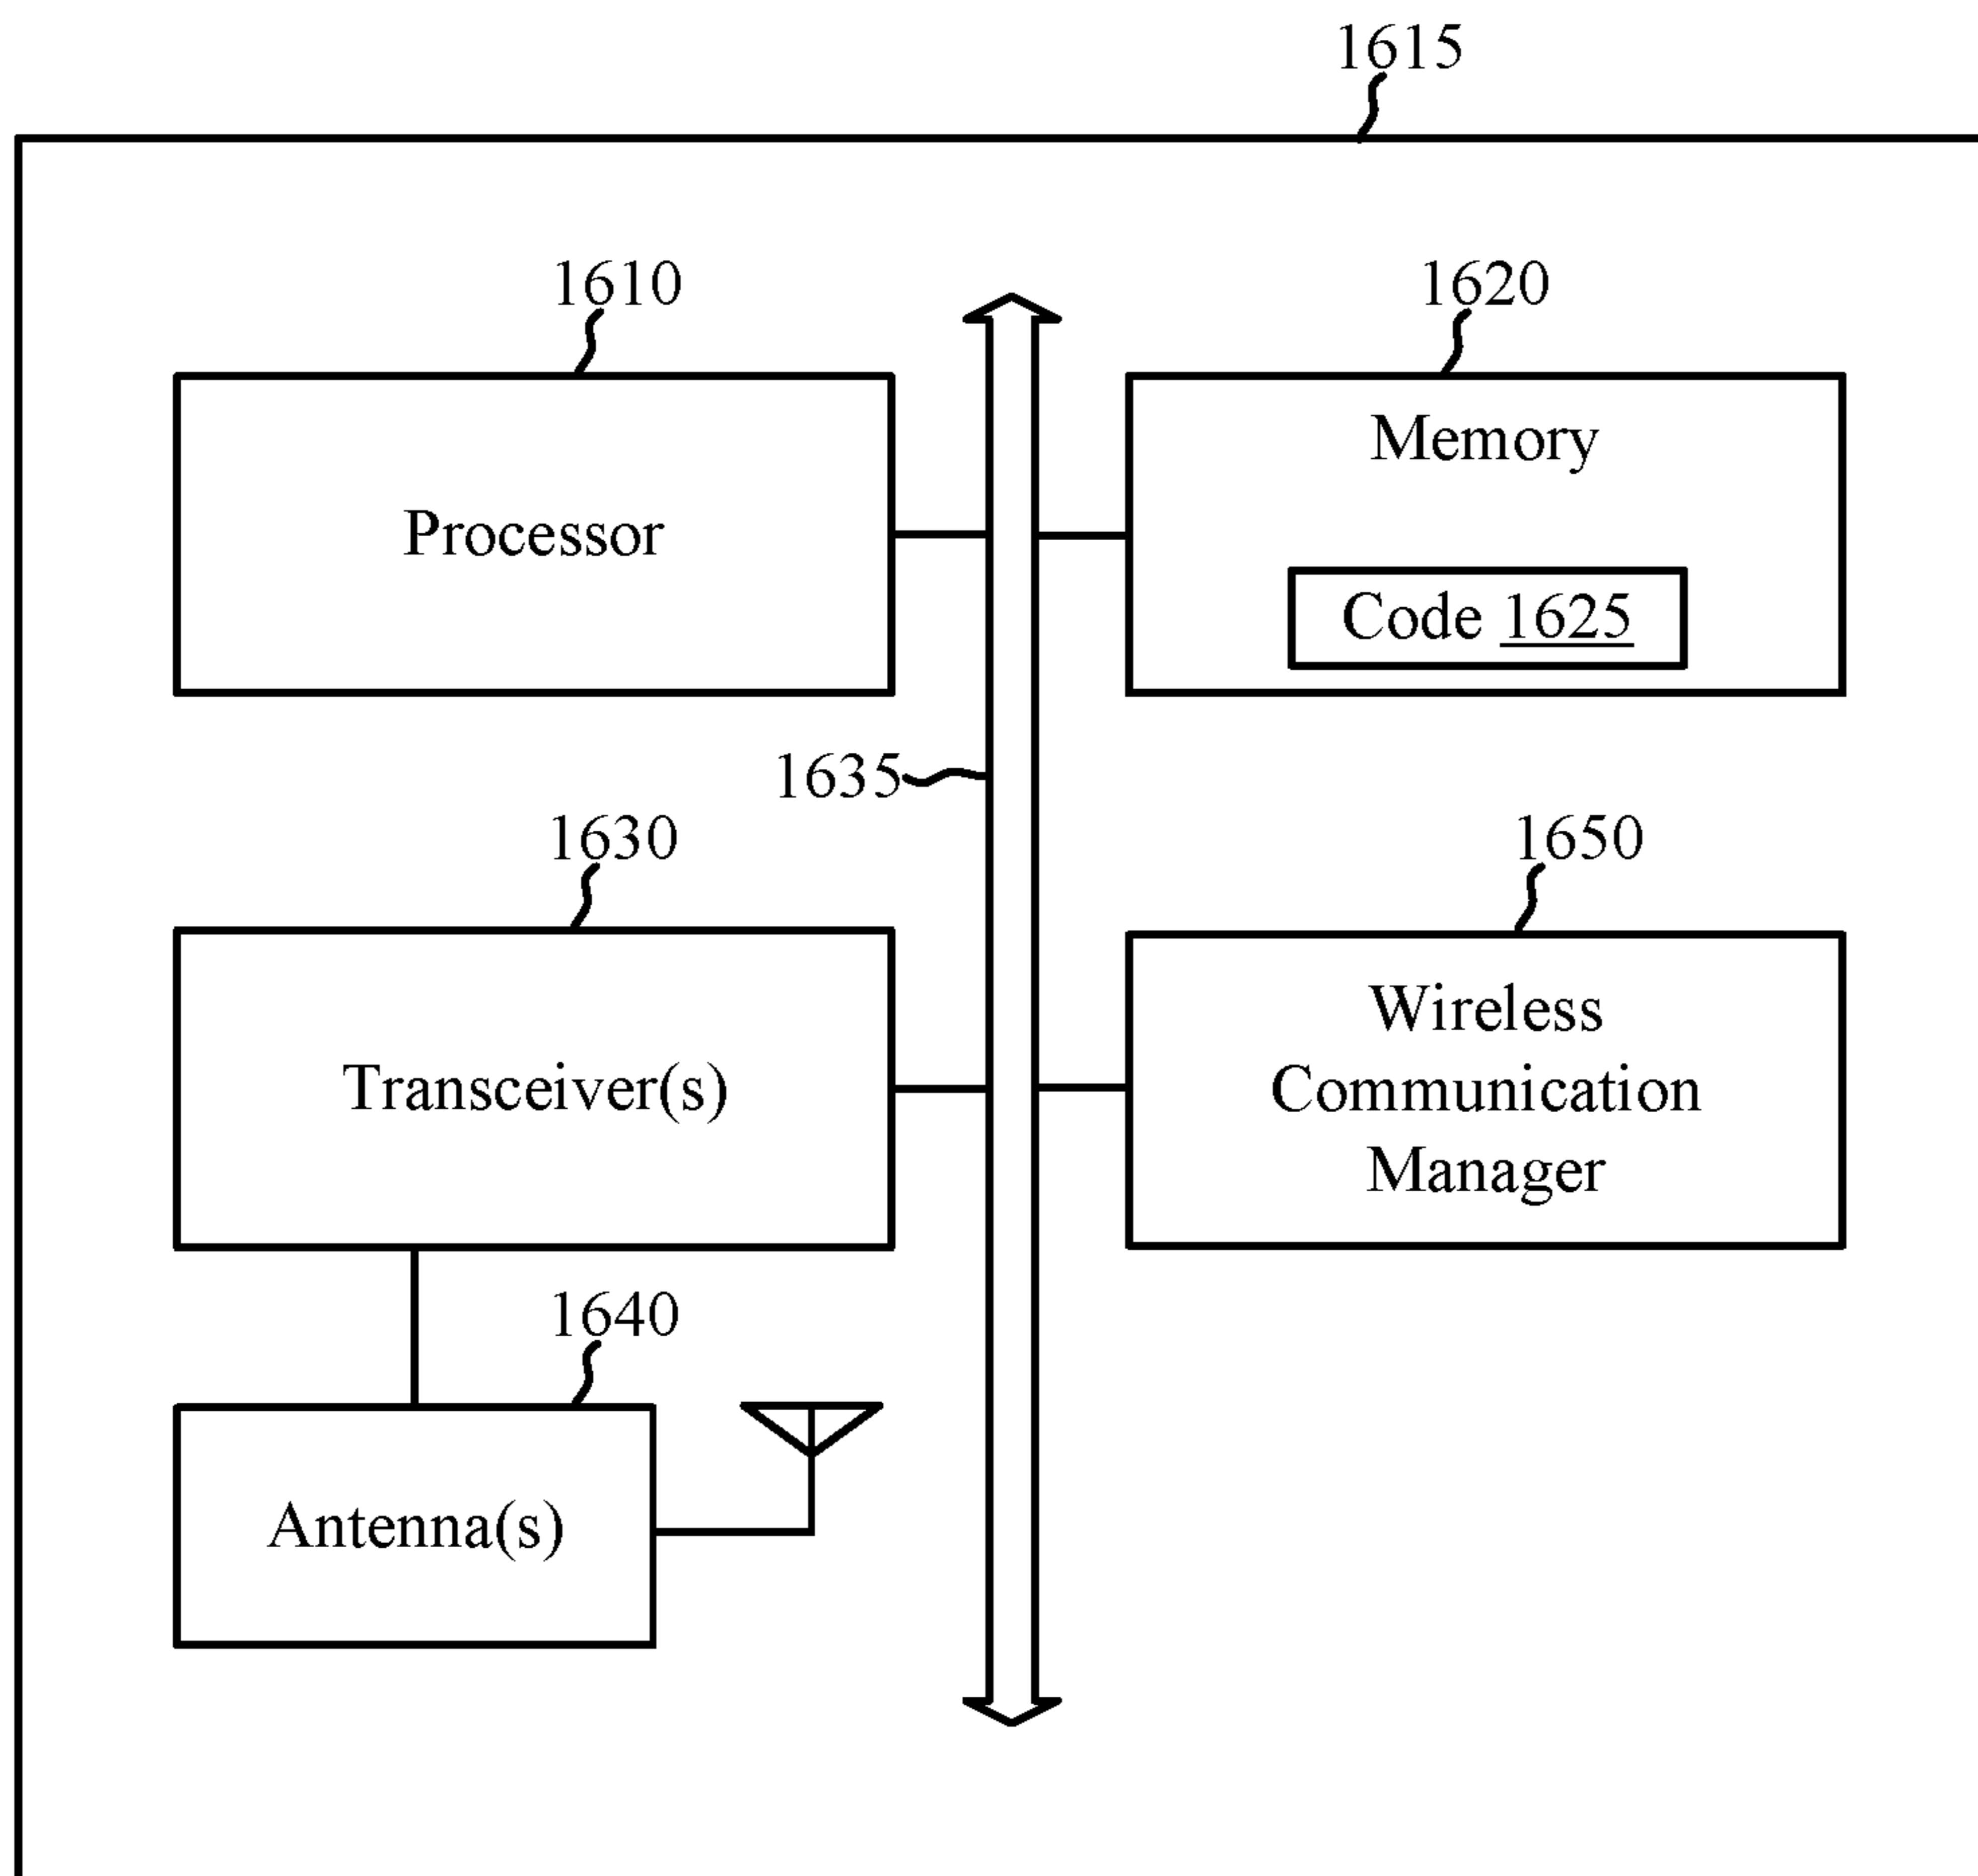 1615
1610
1620
Processor
Memory
Code 1625
1635
1630
1650
Transceiver(s)
Wireless
Communication
Manager
1640
Antenna(s)